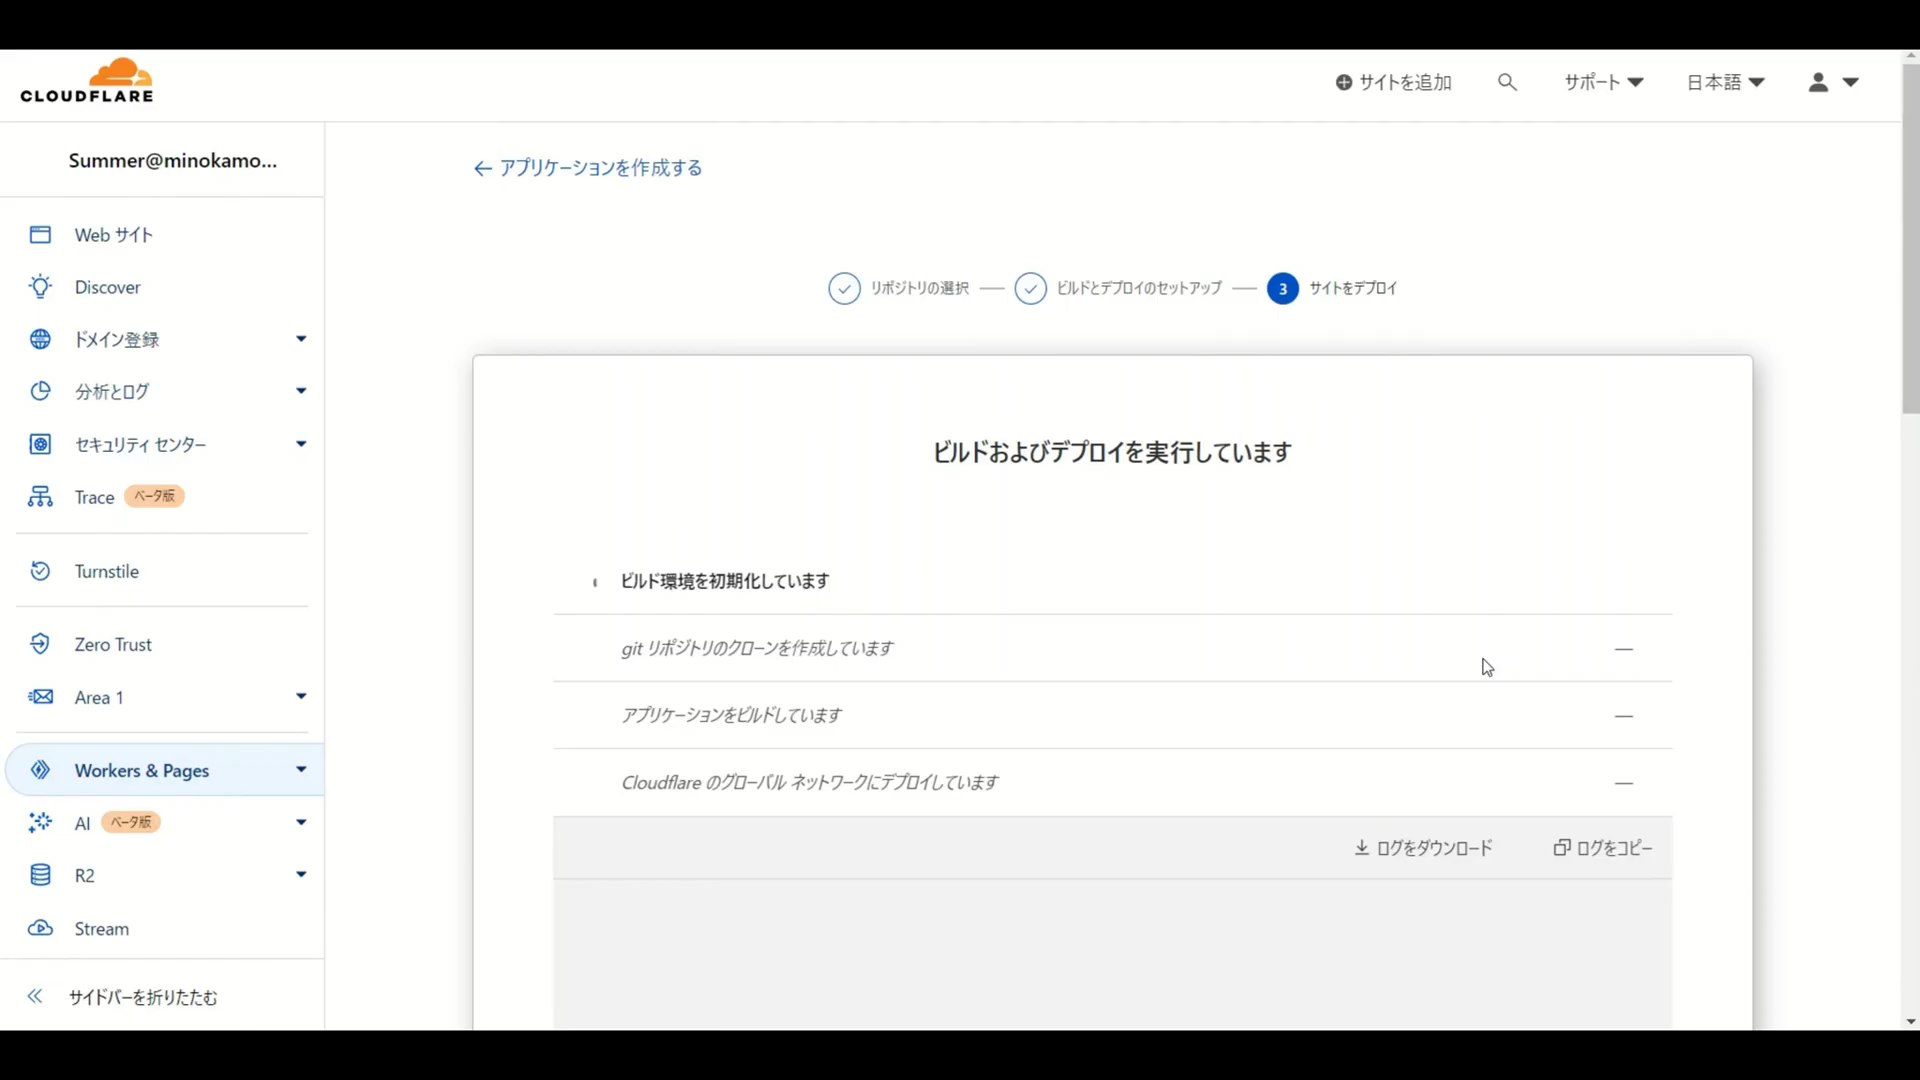 CLOUDFLARE
サイトを追加
サポート
日本語
Summer@minokamo...
Web サイト
Discover
ドメイン登録
分析とログ
セキュリティ センター
Trace ベータ版
Turnstile
Zero Trust
Area 1
Workers & Pages
AI ベータ版
R2
Stream
サイドバーを折りたたむ
← アプリケーションを作成する
リポジトリの選択
ビルドとデプロイのセットアップ
3 サイトをデプロイ
ビルドおよびデプロイを実行しています
ビルド環境を初期化しています
git リポジトリのクローンを作成しています —
アプリケーションをビルドしています —
Cloudflare のグローバル ネットワークにデプロイしています —
ログをダウンロード
ログをコピー